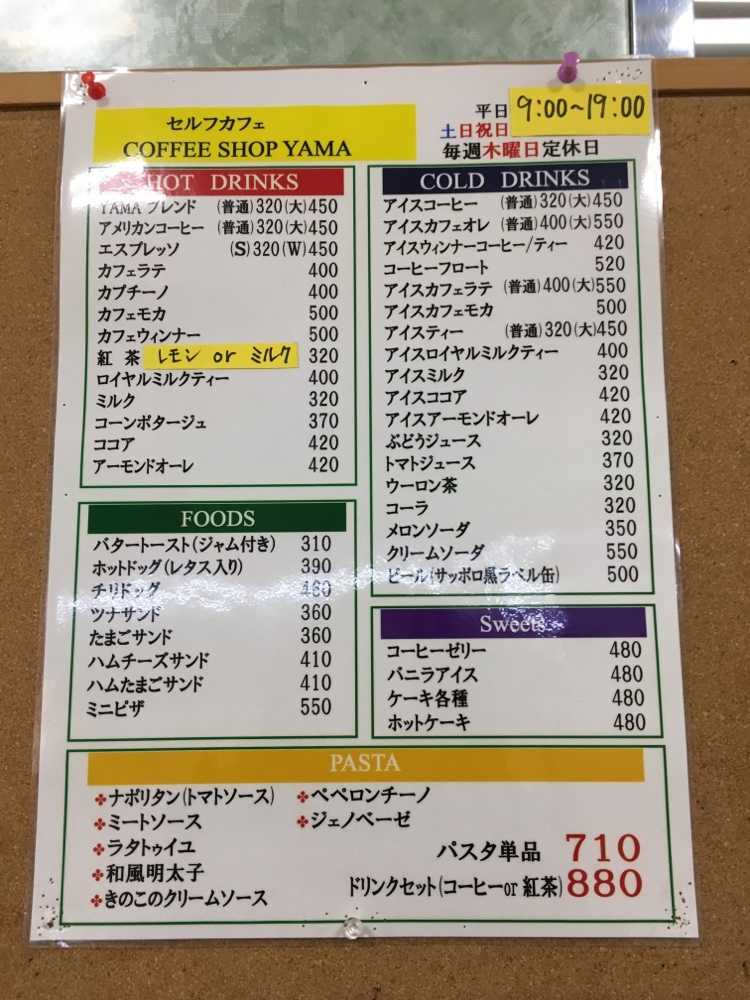 セルフカフェ
COFFEE SHOP YAMA
平日 9:00~19:00
土日祝日
毎週木曜日定休日
HOT DRINKS
YAMA ブレンド (普通)320(大)450
アメリカンコーヒー (普通)320(大)450
エスプレッソ (S)320(W)450
カフェラテ 400
カプチーノ 400
カフェモカ 500
カフェウィンナー 500
紅茶 レモン or ミルク 320
ロイヤルミルクティー 400
ミルク 320
コーンポタージュ 370
ココア 420
アーモンドオーレ 420
COLD DRINKS
アイスコーヒー (普通)320(大)450
アイスカフェオレ (普通)400(大)550
アイスウィンナーコーヒー/ティー 420
コーヒーフロート 520
アイスカフェラテ (普通)400(大)550
アイスカフェモカ 500
アイスティー (普通)320(大)450
アイスロイヤルミルクティー 400
アイスミルク 320
アイスココア 420
アイスアーモンドオーレ 420
ぶどうジュース 320
トマトジュース 370
ウーロン茶 320
コーラ 320
メロンソーダ 350
クリームソーダ 550
ビール(サッポロ黒ラベル缶) 500
FOODS
バタートースト(ジャム付き) 310
ホットドッグ(レタス入り) 390
チリドッグ 460
ツナサンド 360
たまごサンド 360
ハムチーズサンド 410
ハムたまごサンド 410
ミニピザ 550
Sweets
コーヒーゼリー 480
バニラアイス 480
ケーキ各種 480
ホットケーキ 480
PASTA
ナポリタン(トマトソース)
ミートソース
ラタトゥイユ
和風明太子
きのこのクリームソース
ペペロンチーノ
ジェノベーゼ
パスタ単品 710
ドリンクセット(コーヒーor 紅茶) 880